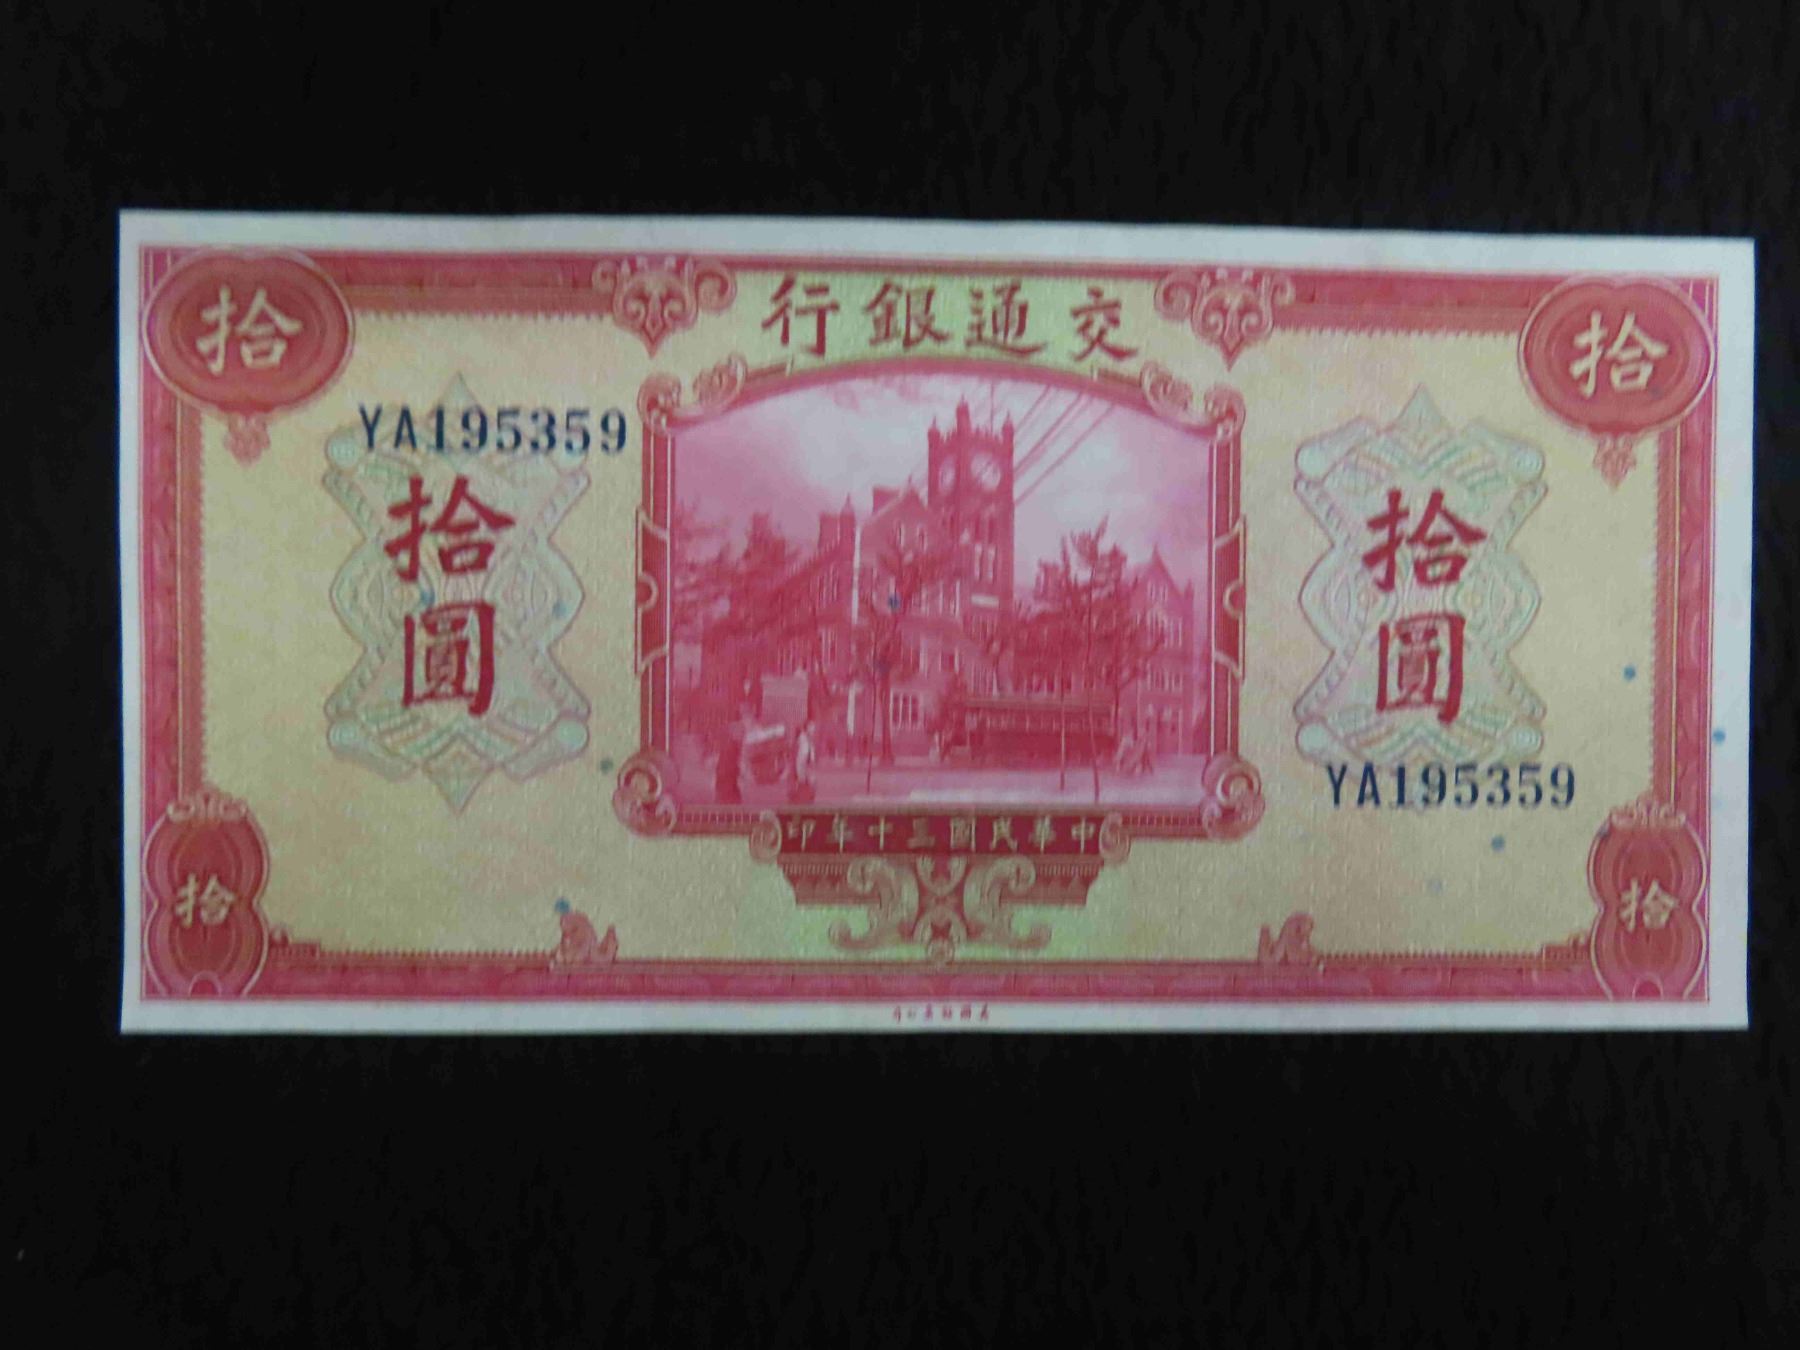 交通銀行
拾
拾
YA195359
拾圓
拾圓
YA195359
中華民國三十年印
拾
拾